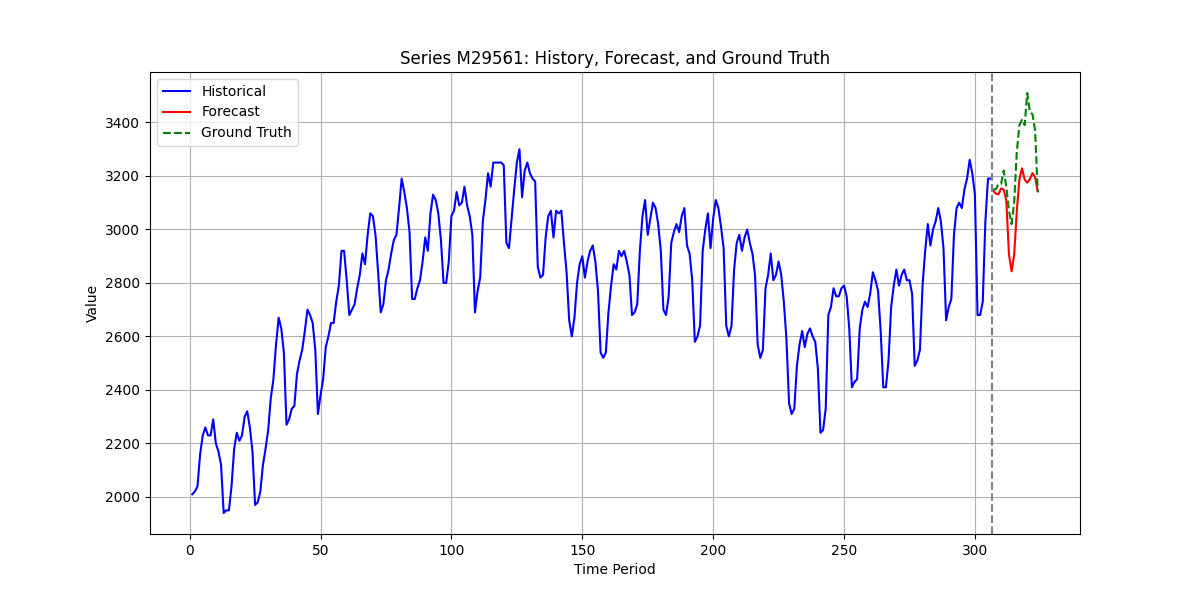 Series M29561: History, Forecast, and Ground Truth
Historical
Forecast
Ground Truth
3400
3200
3000
2800
2600
2400
2200
2000
Value
0 50 100 150 200 250 300
Time Period